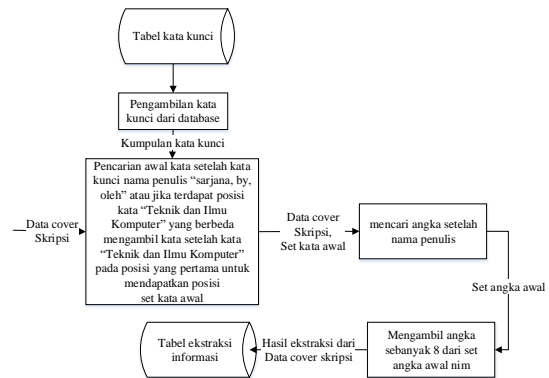 Tabel kata kunci
Pengambilan kata
kunci dari database
Kumpulan kata kunci
Pencarian awal kata setelah kata
kunci nama penulis “sarjana, by,
oleh” atau jika terdapat posisi
kata “Teknik dan Ilmu
Komputer” yang berbeda
mengambil kata setelah kata
“Teknik dan Ilmu Komputer”
pada posisi yang pertama untuk
mendapatkan posisi
set kata awal
Data cover
Skripsi
Data cover
Skripsi,
Set kata awal
mencari angka setelah
nama penulis
Set angka awal
Mengambil angka
sebanyak 8 dari set
angka awal nim
Hasil ekstraksi dari
Data cover skripsi
Tabel ekstraksi
informasi